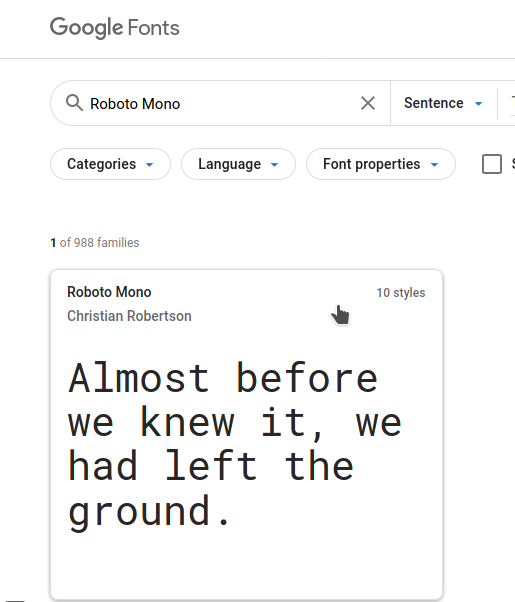 Google Fonts
Roboto Mono
Sentence
Categories
Language
Font properties
1 of 988 families
Roboto Mono
10 styles
Christian Robertson
Almost before
we knew it, we
had left the
ground.